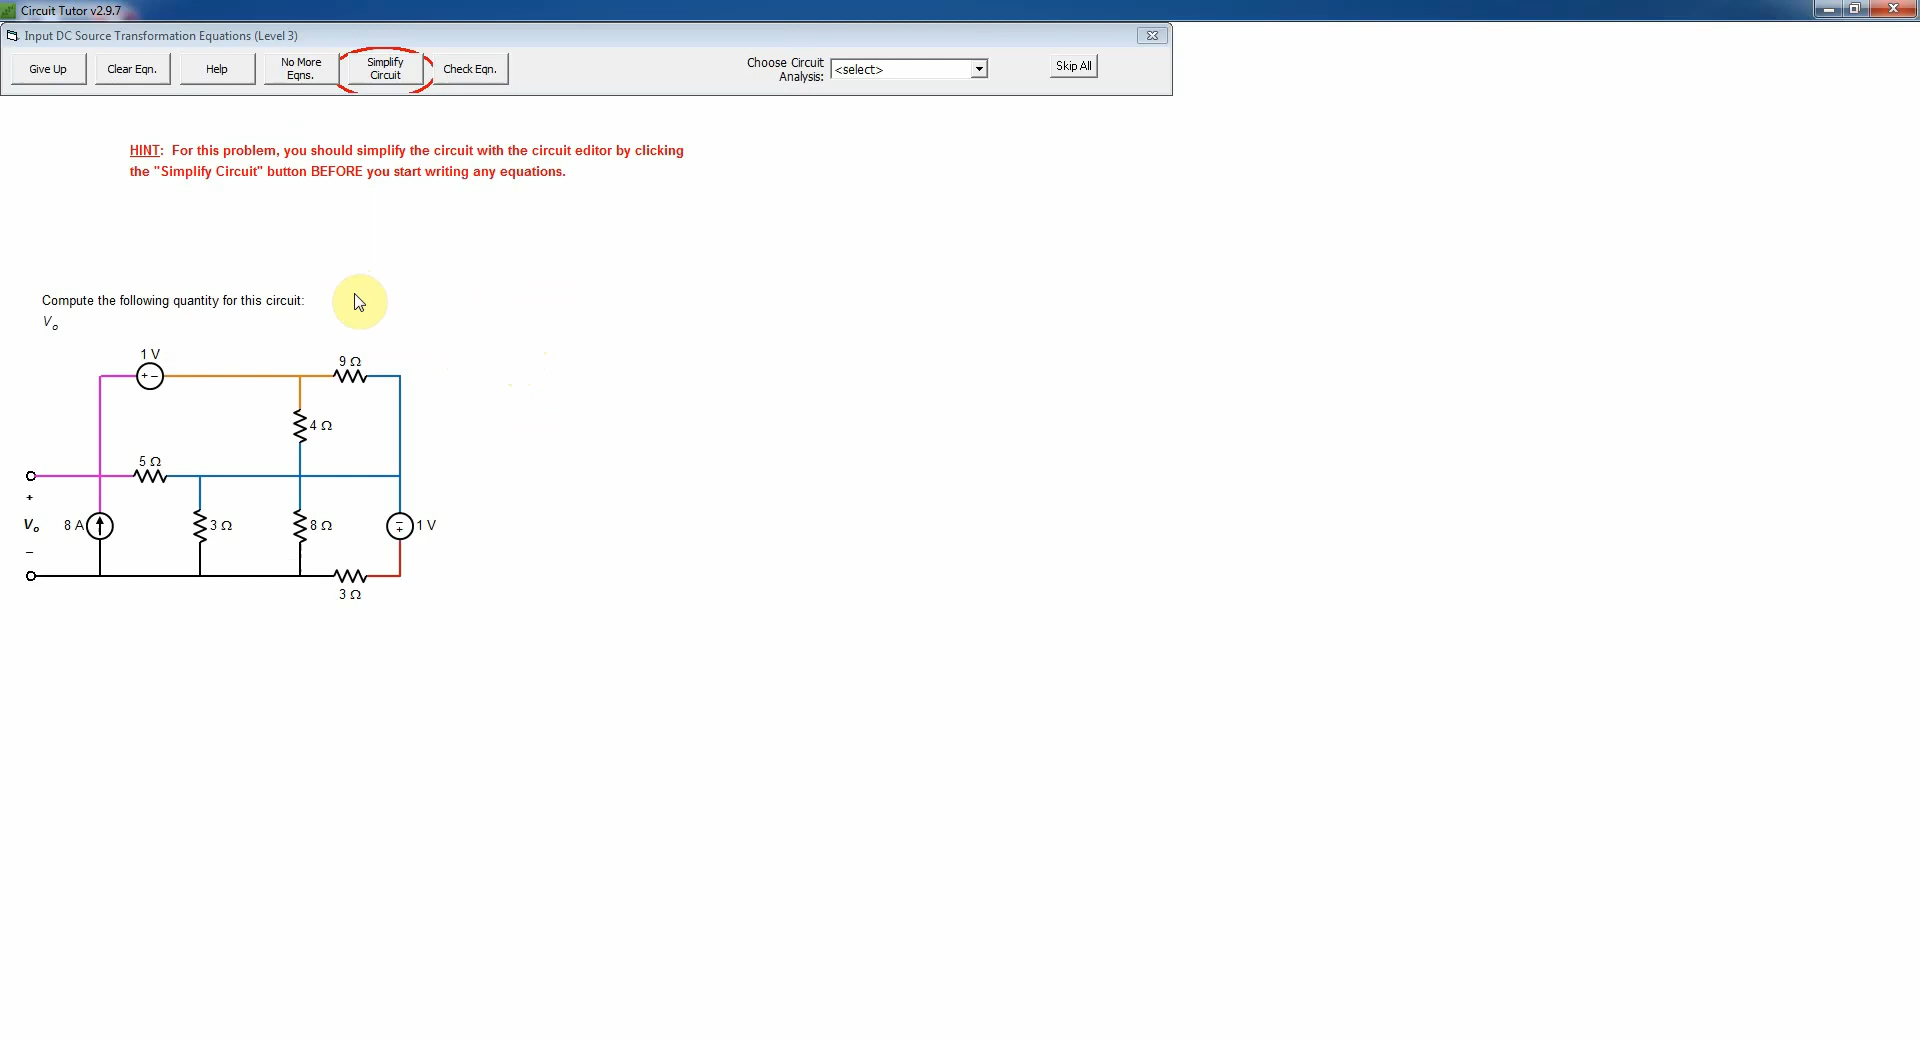 Circuit Tutor v2.9.7
Input DC Source Transformation Equations (Level 3)
Give Up
Clear Eqn.
Help
No More
Eqns.
Simplify
Circuit
Check Eqn.
Choose Circuit
Analysis:
<select>
Skip All
HINT: For this problem, you should simplify the circuit with the circuit editor by clicking
the "Simplify Circuit" button BEFORE you start writing any equations.
Compute the following quantity for this circuit:
Vo
1 V
9 Ω
4 Ω
5 Ω
+
Vo
–
8 A
3 Ω
8 Ω
1 V
3 Ω